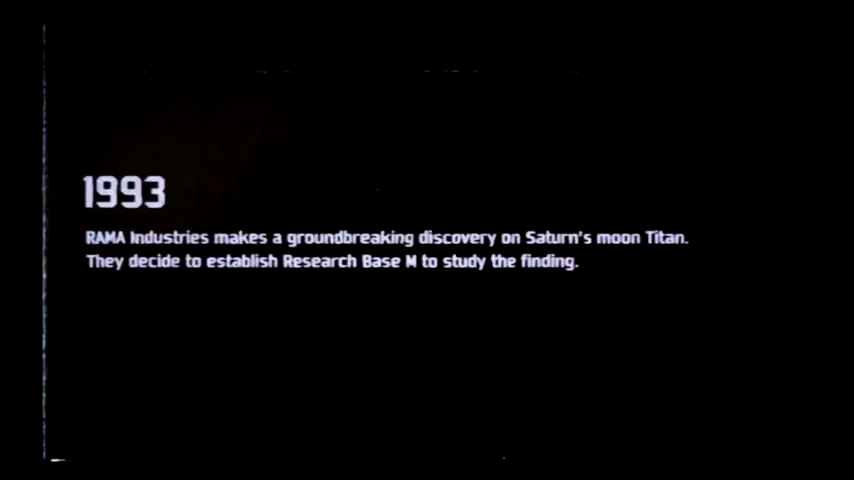 1993
RAMA Industries makes a groundbreaking discovery on Saturn's moon Titan.
They decide to establish Research Base M to study the finding.